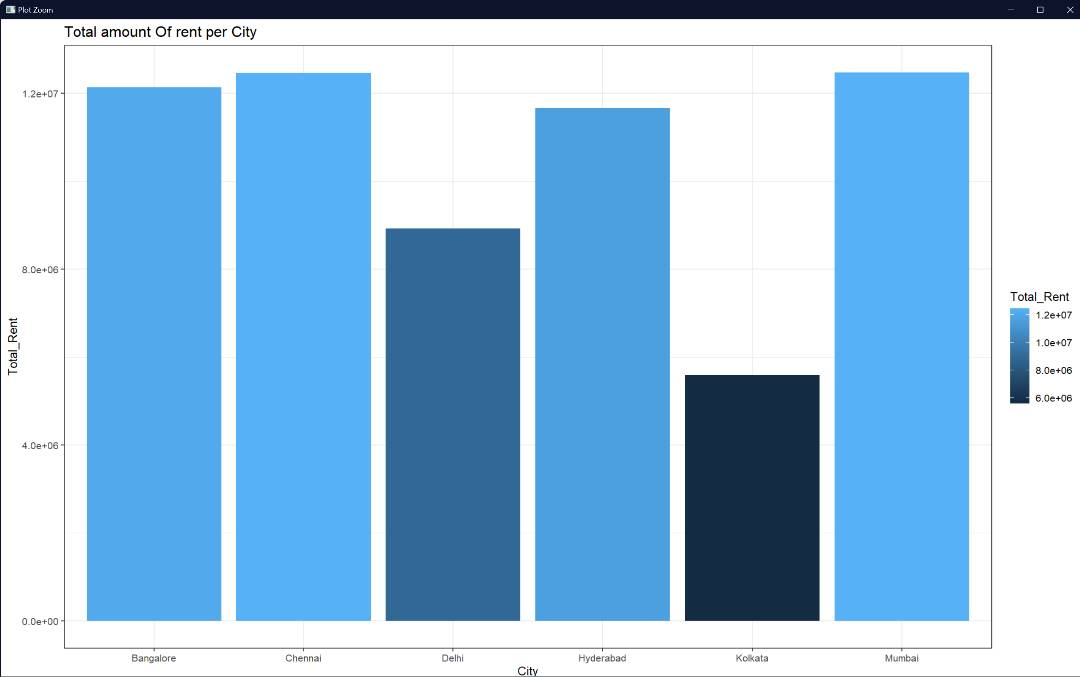 Plot Zoom
Total amount Of rent per City
1.2e+07
8.0e+06
4.0e+06
0.0e+00
Total_Rent
Bangalore Chennai Delhi Hyderabad Kolkata Mumbai
City
Total_Rent
1.2e+07
1.0e+07
8.0e+06
6.0e+06